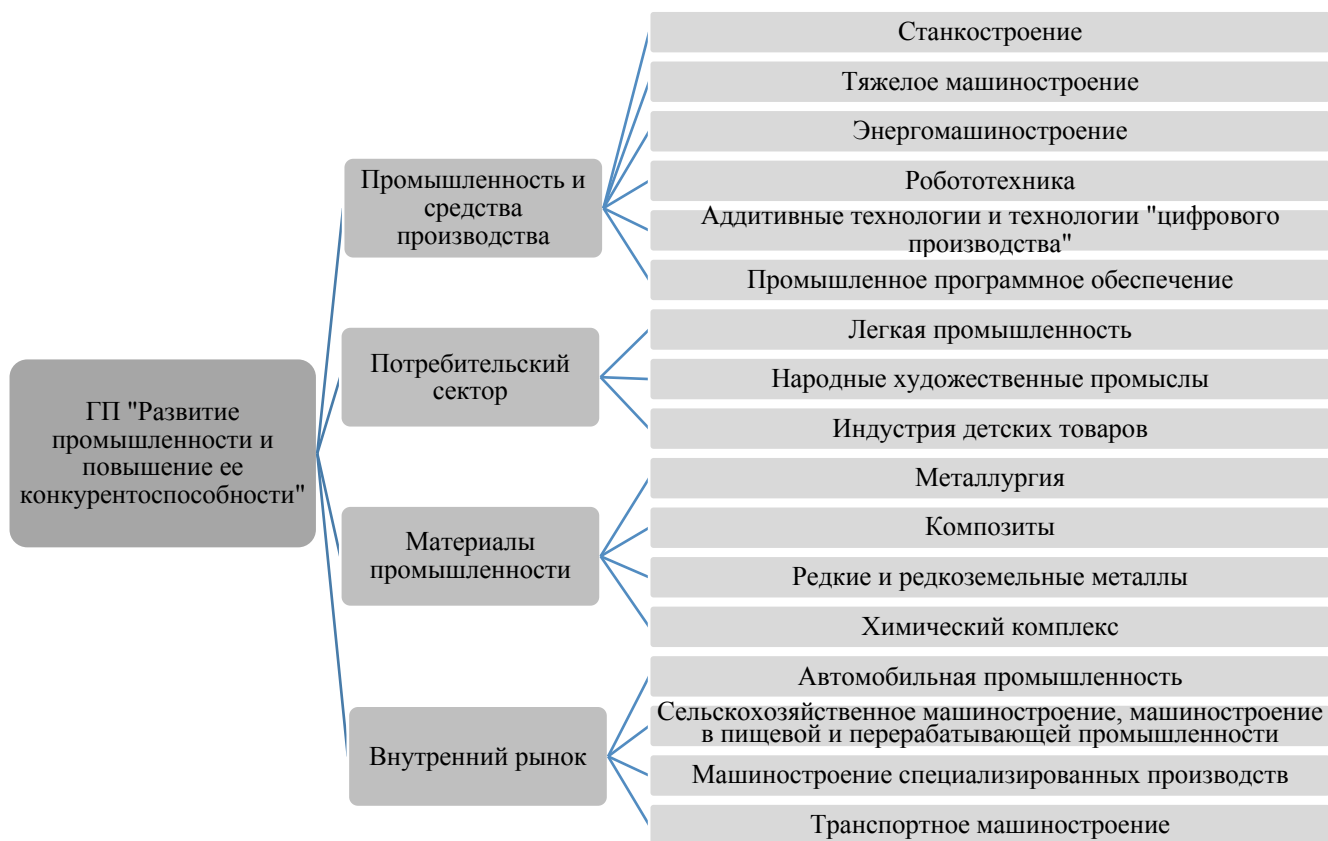 ГП "Развитие
промышленности и
повышение ее
конкурентоспособности"
Промышленность и
средства
производства
Станкостроение
Тяжелое машиностроение
Энергомашиностроение
Робототехника
Аддитивные технологии и технологии "цифрового
производства"
Промышленное программное обеспечение
Потребительский
сектор
Легкая промышленность
Народные художественные промыслы
Индустрия детских товаров
Материалы
промышленности
Металлургия
Композиты
Редкие и редкоземельные металлы
Химический комплекс
Внутренний рынок
Автомобильная промышленность
Сельскохозяйственное машиностроение, машиностроение
в пищевой и перерабатывающей промышленности
Машиностроение специализированных производств
Транспортное машиностроение